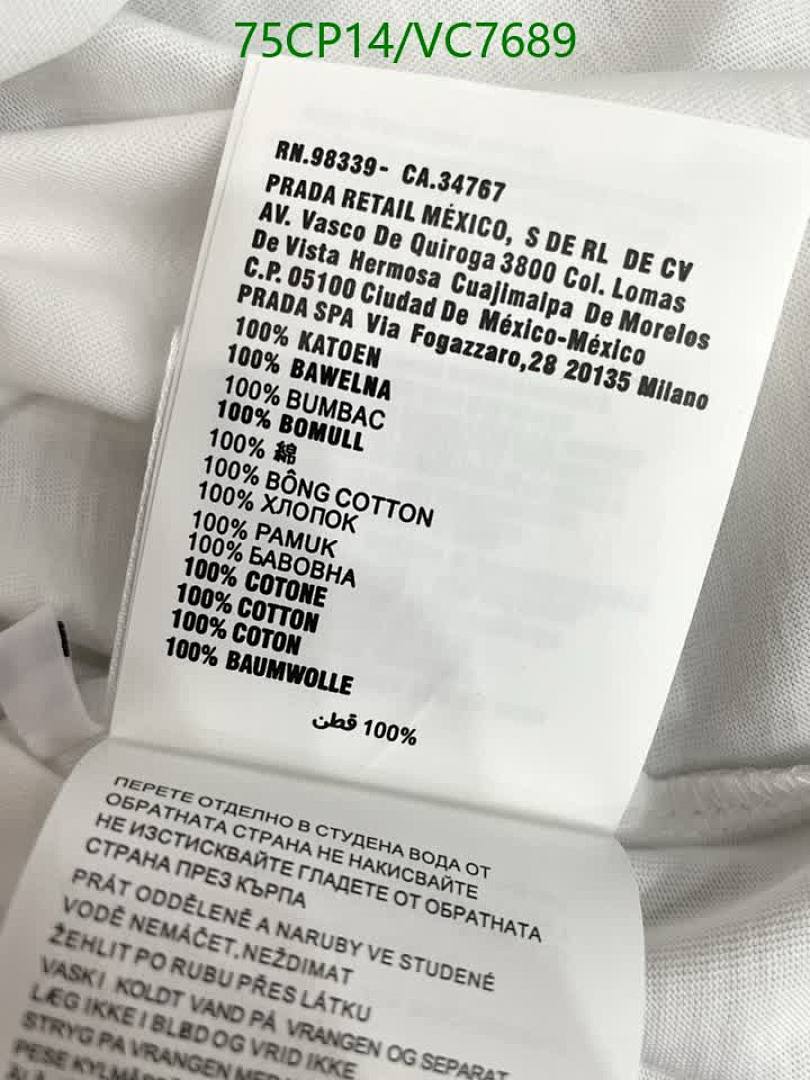 75CP14/VC7689
RN.98339- CA.34767
PRADA RETAIL MÉXICO, S DE RL DE CV
AV. Vasco De Quiroga 3800 Col. Lomas
De Vista Hermosa Cuajimalpa De Morelos
C.P. 05100 Ciudad De México-México
PRADA SPA Via Fogazzaro,28 20135 Milano
100% KATOEN
100% BAWELNA
100% BUMBAC
100% BOMULL
100% 綿
100% BÔNG COTTON
100% ХЛОПОК
100% PAMUK
100% БАВОВНА
100% COTONE
100% COTTON
100% COTON
100% BAUMWOLLE
100% قطن
ПЕРЕТЕ ОТДЕЛНО В СТУДЕНА ВОДА ОТ
ОБРАТНАТА СТРАНА НЕ НАКИСВАЙТЕ
НЕ ИЗСТИСКВАЙТЕ ГЛАДЕТЕ ОТ ОБРАТНАТА
СТРАНА ПРЕЗ КЪРПА
PRÁT ODDĚLENĚ A NARUBY VE STUDENÉ
VODĚ NEMÁČET, NEŽDIMAT
ŽEHLIT PO RUBU PŘES LÁTKU
VASK I KOLDT VAND PÅ VRANGEN OG SEPARAT
LÆG IKKE I BLØD OG VRID IKKE
STRYG PA VRANGEN
PESE